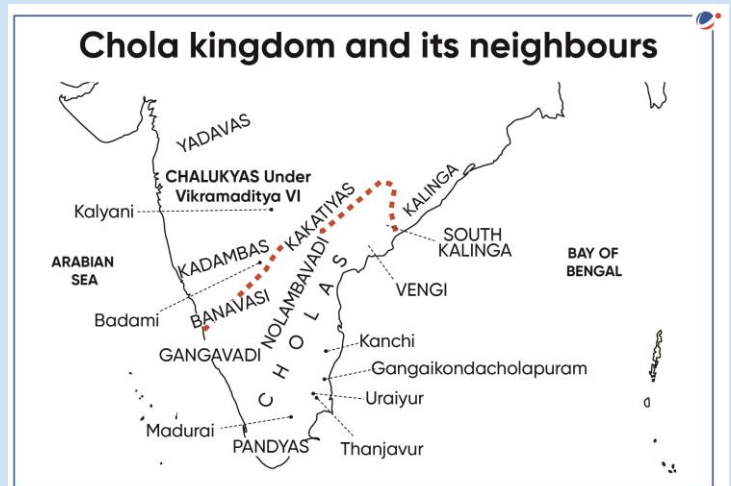 Chola kingdom and its neighbours
YADAVAS
CHALUKYAS Under
Vikramaditya VI
Kalyani
KAKATIYAS
KALINGA
SOUTH
KALINGA
ARABIAN
SEA
KADAMBAS
BAY OF
BENGAL
NOLAMBAVADI
VENGI
Badami
BANAVASI
CHOLAS
GANGAVADI
Kanchi
Gangaikondacholapuram
Uraiyur
Madurai
PANDYAS
Thanjavur